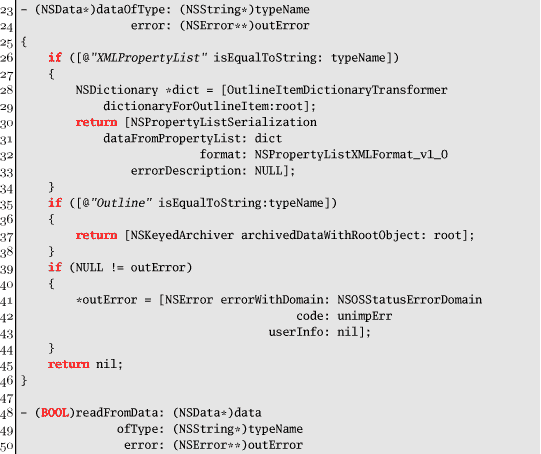 23 - (NSData*)dataOfType: (NSString*)typeName
24 error: (NSError**)outError
25 {
26 if ([@"XMLPropertyList" isEqualToString: typeName])
27 {
28 NSDictionary *dict = [OutlineItemDictionaryTransformer
29 dictionaryForOutlineItem:root];
30 return [NSPropertyListSerialization
31 dataFromPropertyList: dict
32 format: NSPropertyListXMLFormat_v1_0
33 errorDescription: NULL];
34 }
35 if ([@"Outline" isEqualToString:typeName])
36 {
37 return [NSKeyedArchiver archivedDataWithRootObject: root];
38 }
39 if (NULL != outError)
40 {
41 *outError = [NSError errorWithDomain: NSOSStatusErrorDomain
42 code: unimpErr
43 userInfo: nil];
44 }
45 return nil;
46 }
47
48 - (BOOL)readFromData: (NSData*)data
49 ofType: (NSString*)typeName
50 error: (NSError**)outError